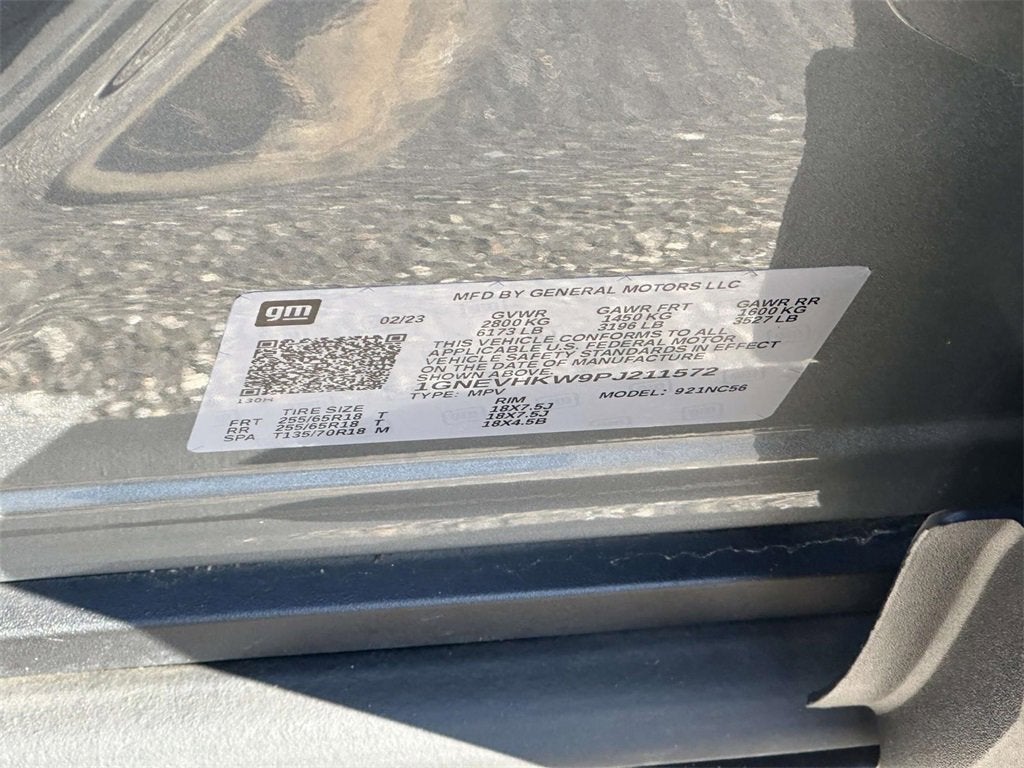 gm
MFD BY GENERAL MOTORS LLC
02/23 GVWR GAWR FRT GAWR RR
2800 KG 1450 KG 1600 KG
6173 LB 3196 LB 3527 LB
THIS VEHICLE CONFORMS TO ALL
APPLICABLE U.S. FEDERAL MOTOR
VEHICLE SAFETY STANDARDS IN EFFECT
ON THE DATE OF MANUFACTURE
SHOWN ABOVE.
1GNEVHKW9PJ211572
TYPE: MPV MODEL: 921NC56
TIRE SIZE RIM
FRT 255/65R18 T 18X7.5J
RR 255/65R18 T 18X7.5J
SPA T135/70R18 M 18X4.5B